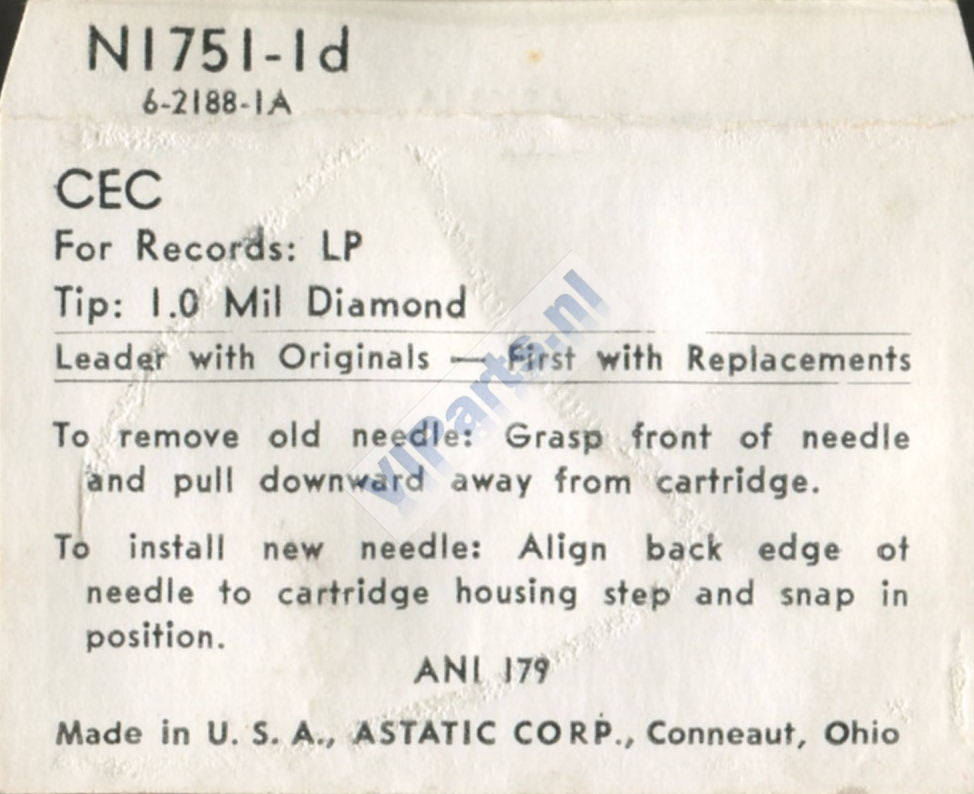 N1751-1d
6-2188-1A
CEC
For Records: LP
Tip: 1.0 Mil Diamond
Leader with Originals — First with Replacements
To remove old needle: Grasp front of needle
and pull downward away from cartridge.
To install new needle: Align back edge of
needle to cartridge housing step and snap in
position.
ANI 179
Made in U. S. A., ASTATIC CORP., Conneaut, Ohio
VIParts.nl